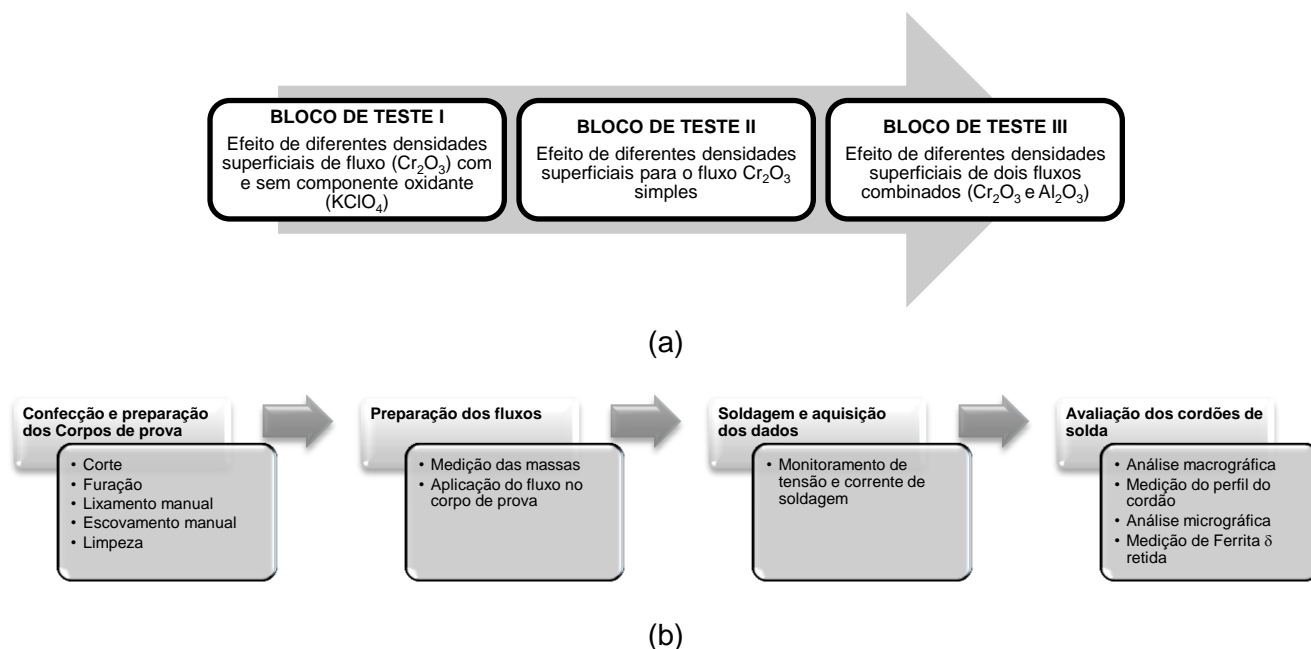 BLOCO DE TESTE I
Efeito de diferentes densidades
superficiais de fluxo (Cr₂O₃) com
e sem componente oxidante
(KClO₄)
BLOCO DE TESTE II
Efeito de diferentes densidades
superficiais para o fluxo Cr₂O₃
simples
BLOCO DE TESTE III
Efeito de diferentes densidades
superficiais de dois fluxos
combinados (Cr₂O₃ e Al₂O₃)
(a)
Confecção e preparação
dos Corpos de prova
• Corte
• Furação
• Lixamento manual
• Escovamento manual
• Limpeza
Preparação dos fluxos
• Medição das massas
• Aplicação do fluxo no
corpo de prova
Soldagem e aquisição
dos dados
• Monitoramento de
tensão e corrente de
soldagem
Avaliação dos cordões de
solda
• Análise macrográfica
• Medição do perfil do
cordão
• Análise micrográfica
• Medição de Ferrita δ
retida
(b)